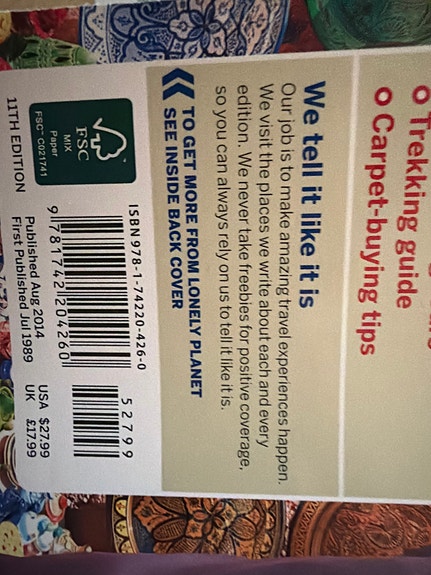 Trekking guide
Carpet-buying tips
We tell it like it is
Our job is to make amazing travel experiences happen.
We visit the places we write about each and every
edition. We never take freebies for positive coverage,
so you can always rely on us to tell it like it is.
TO GET MORE FROM LONELY PLANET
SEE INSIDE BACK COVER
FSC
MIX
Paper
FSC™ C021741
11TH EDITION
ISBN 978-1-74220-426-0
9 781742 204260
52799
Published Aug 2014
First Published Jul 1989
USA $27.99
UK £17.99